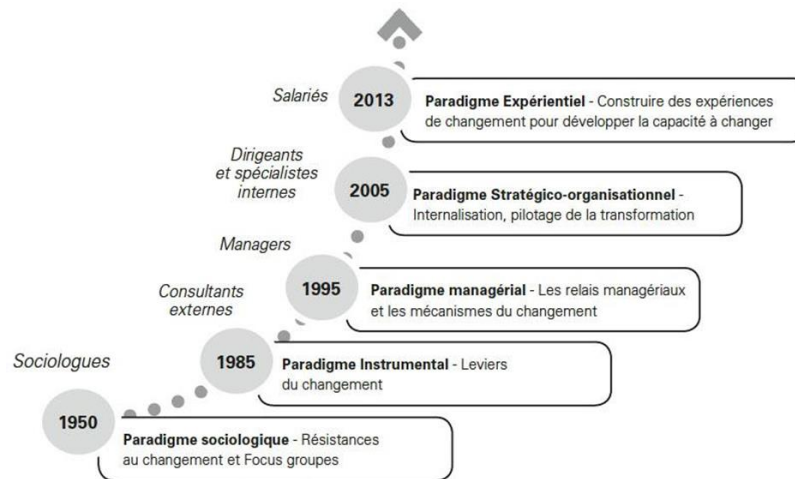 Salariés
2013
Paradigme Expérientiel - Construire des expériences
de changement pour développer la capacité à changer
Dirigeants
et spécialistes
internes
2005
Paradigme Stratégico-organisationnel -
Internalisation, pilotage de la transformation
Managers
1995
Paradigme managérial - Les relais managériaux
et les mécanismes du changement
Consultants
externes
1985
Paradigme Instrumental - Leviers
du changement
Sociologues
1950
Paradigme sociologique - Résistances
au changement et Focus groupes